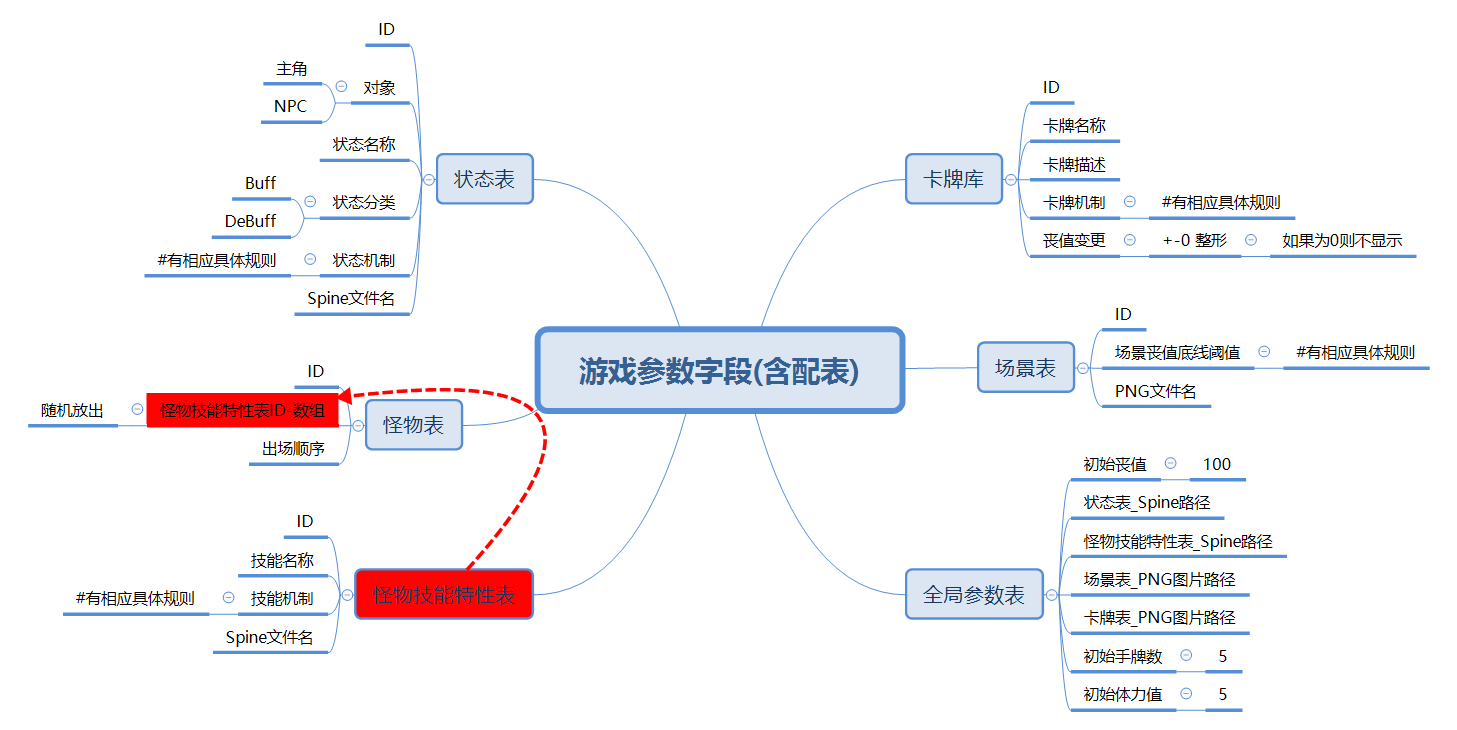 游戏参数字段(含配表)
卡牌库
ID
卡牌名称
卡牌描述
卡牌机制
#有相应具体规则
丧值变更
+-0 整形
如果为0则不显示
场景表
ID
场景丧值底线阈值
#有相应具体规则
PNG文件名
全局参数表
初始丧值
100
状态表_Spine路径
怪物技能特性表_Spine路径
场景表_PNG图片路径
卡牌表_PNG图片路径
初始手牌数
5
初始体力值
5
状态表
ID
对象
主角
NPC
状态名称
状态分类
Buff
DeBuff
状态机制
#有相应具体规则
Spine文件名
怪物表
ID
怪物技能特性表ID-数组
随机放出
出场顺序
怪物技能特性表
ID
技能名称
技能机制
#有相应具体规则
Spine文件名